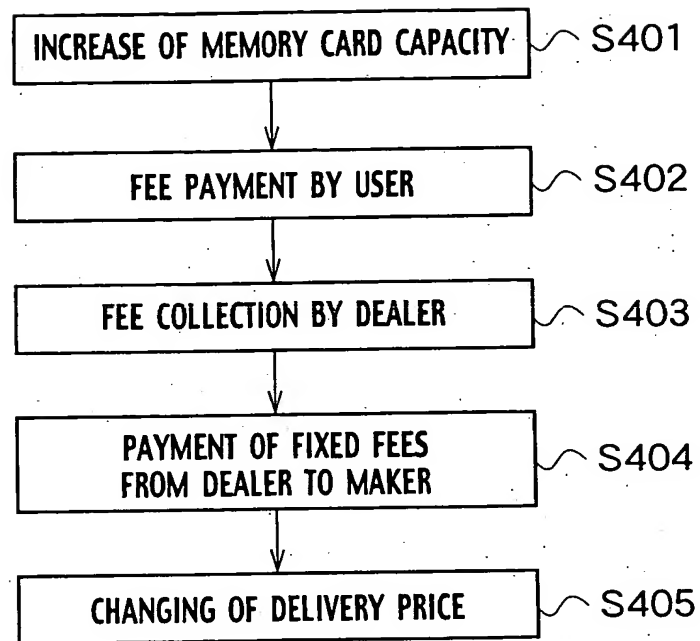 INCREASE OF MEMORY CARD CAPACITY S401
FEE PAYMENT BY USER S402
FEE COLLECTION BY DEALER S403
PAYMENT OF FIXED FEES
FROM DEALER TO MAKER S404
CHANGING OF DELIVERY PRICE S405